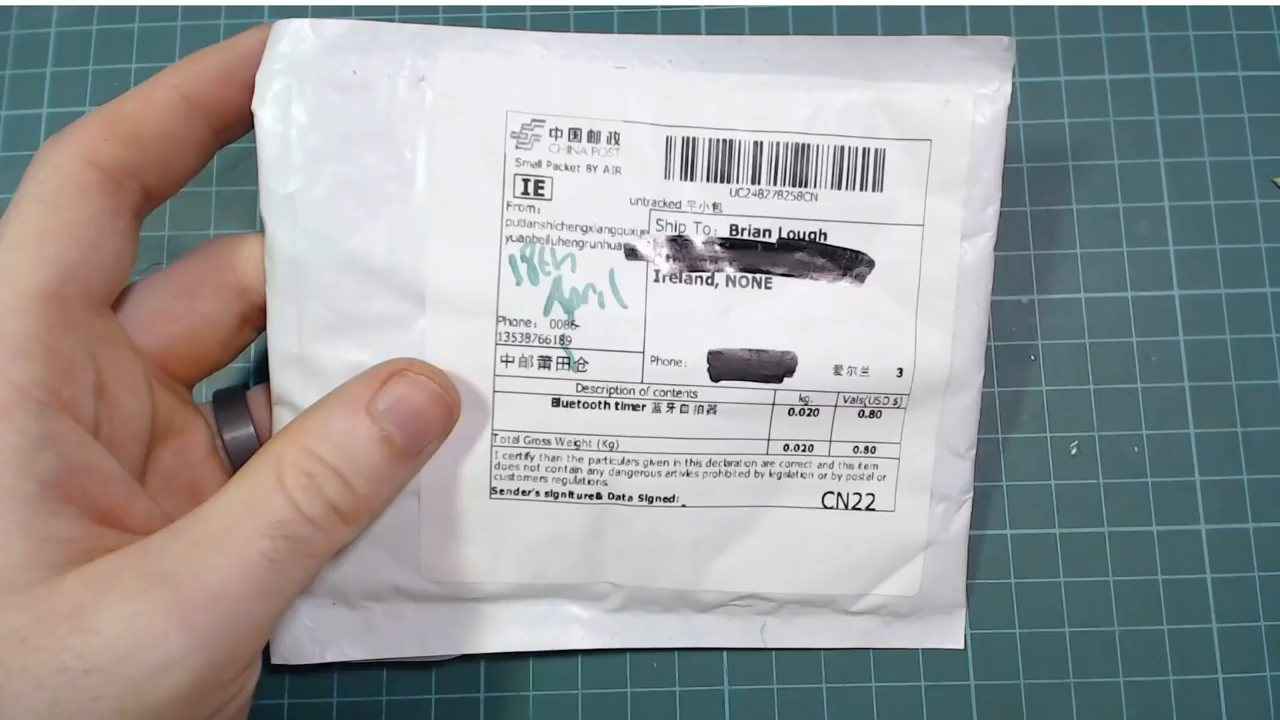 中国邮政
CHINA POST
Small Packet BY AIR
UC248278258CN
IE
untracked 平小包
From:
putianshichengxiangquxue
yuanbeiluhengrunhua
18th
April
Phone: 0086-
13538766189
中邮莆田仓
Ship To: Brian Lough
Ireland, NONE
Phone:
爱尔兰 3
Description of contents kg. Vals(USD $)
Bluetooth timer 蓝牙自拍器 0.020 0.80
Total Gross Weight (Kg) 0.020 0.80
I certify than the particulars given in this declaration are correct and this item
does not contain any dangerous artivles prohibited by legislation or by postal or
customers regulations.
Sender's signiture& Data Signed:
CN22